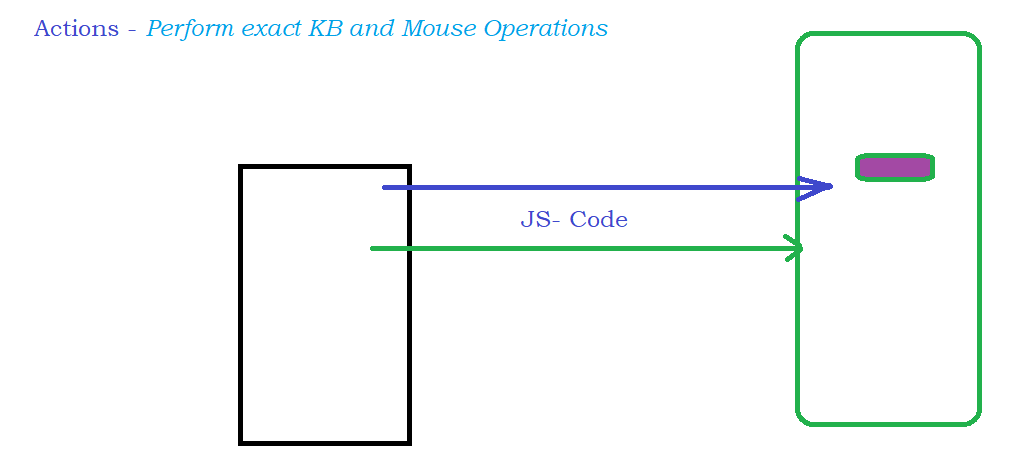 Actions - Perform exact KB and Mouse Operations
JS- Code